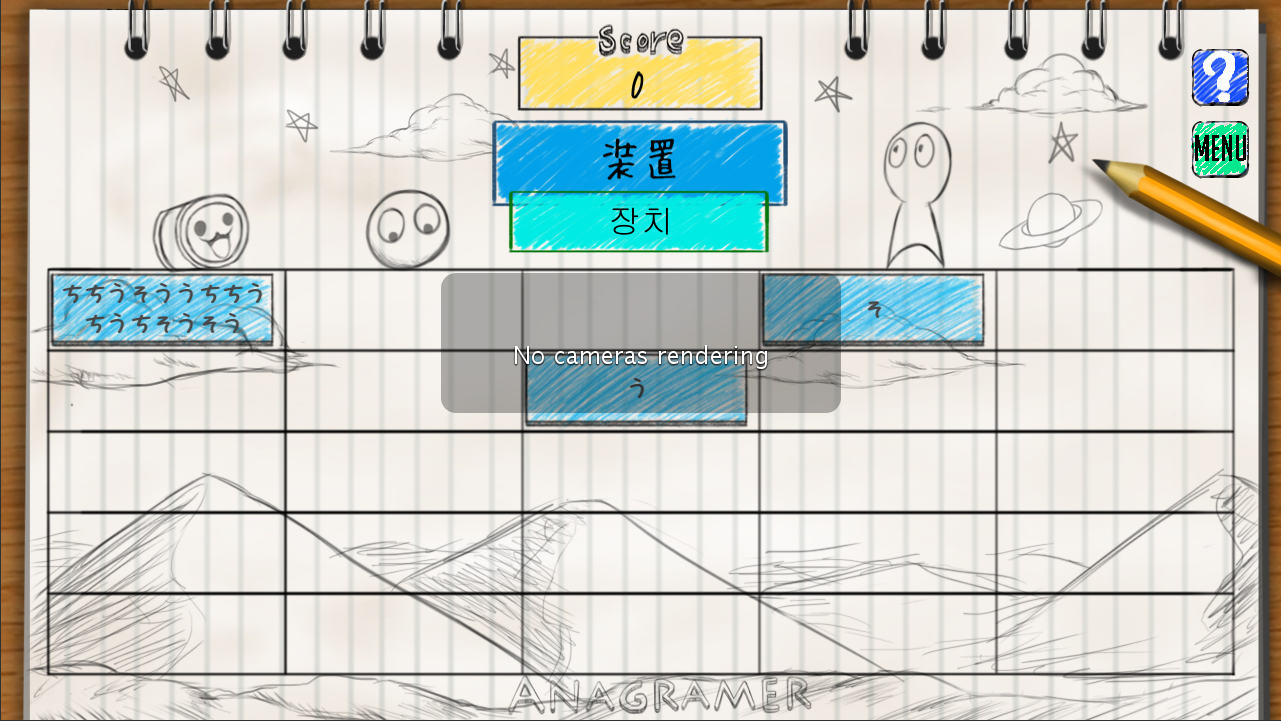 Score
0
?
装置
MENU
장치
ちちうそううちちう
ちうちそうそう
そ
No cameras rendering
う
ANAGRAMER